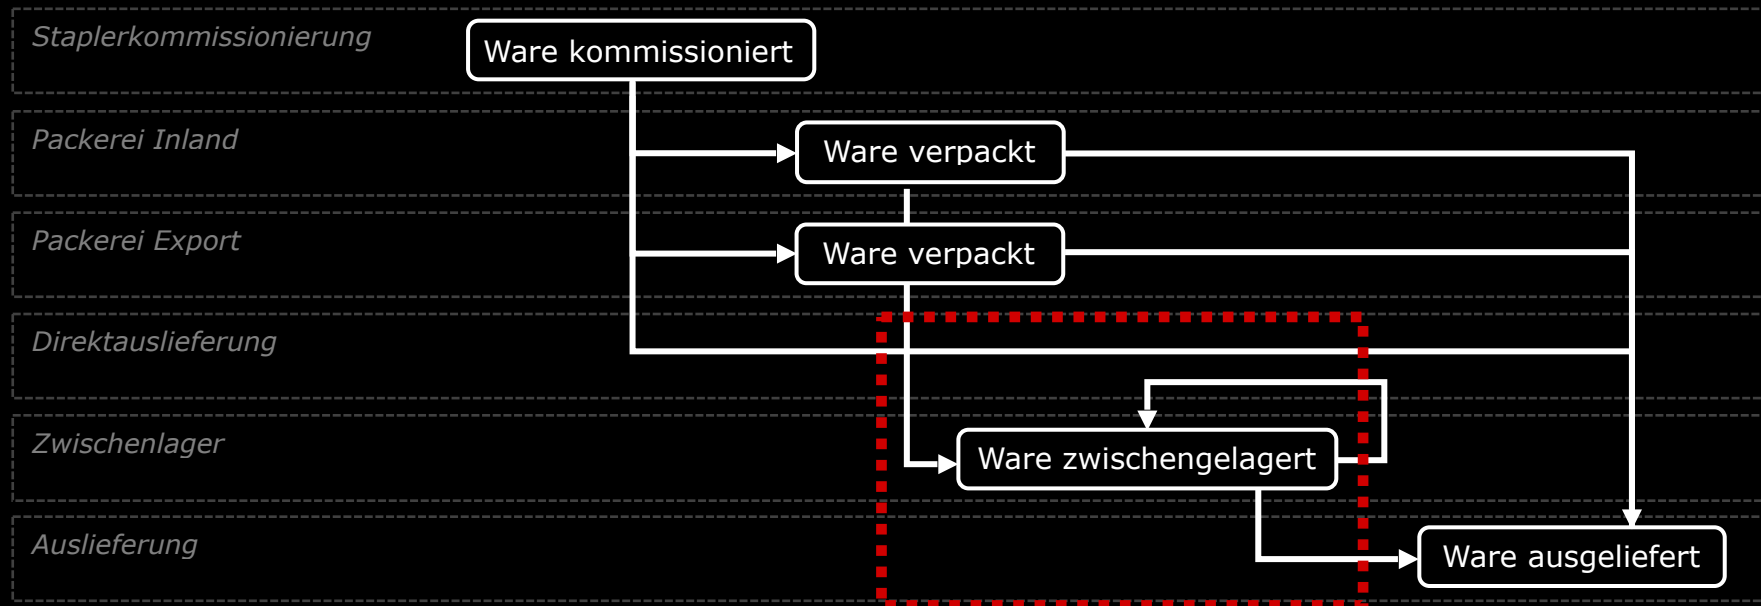 Staplerkommissionierung
Ware kommissioniert
Packerei Inland
Ware verpackt
Packerei Export
Ware verpackt
Direktauslieferung
Zwischenlager
Ware zwischengelagert
Auslieferung
Ware ausgeliefert